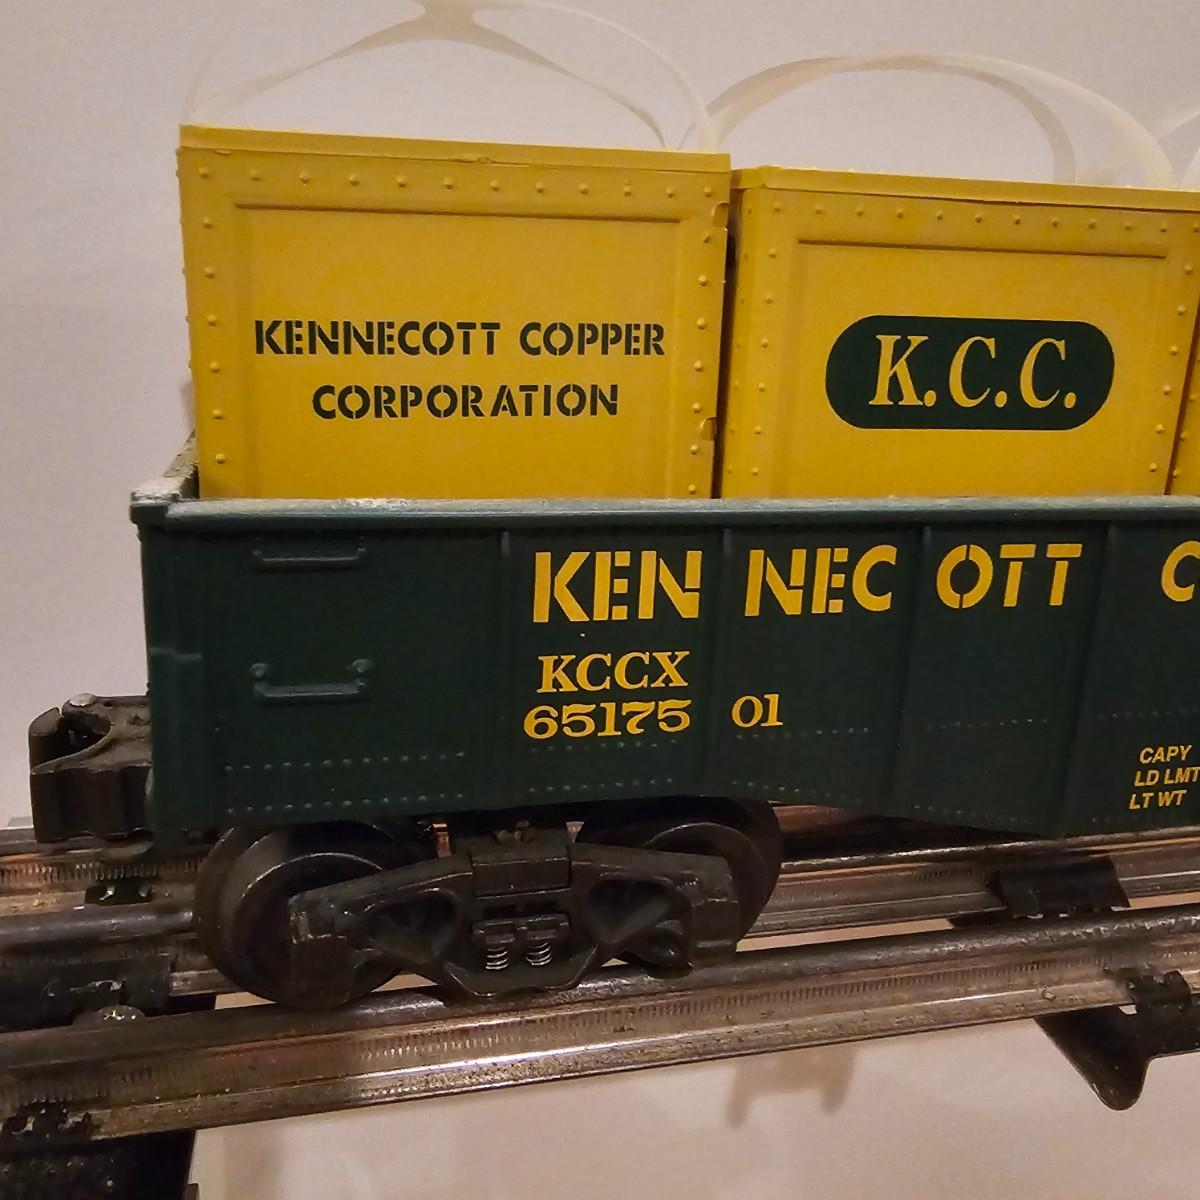 KENNECOTT COPPER
CORPORATION
K.C.C.
KEN NEC OTT C
KCCX
65175 01
CAPY
LD LMT
LT WT